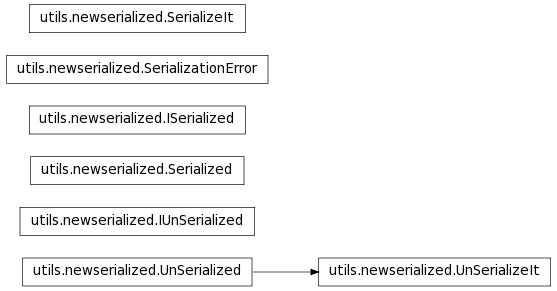 utils.newserialized.SerializeIt
utils.newserialized.SerializationError
utils.newserialized.ISerialized
utils.newserialized.Serialized
utils.newserialized.IUnSerialized
utils.newserialized.UnSerialized
utils.newserialized.UnSerializeIt